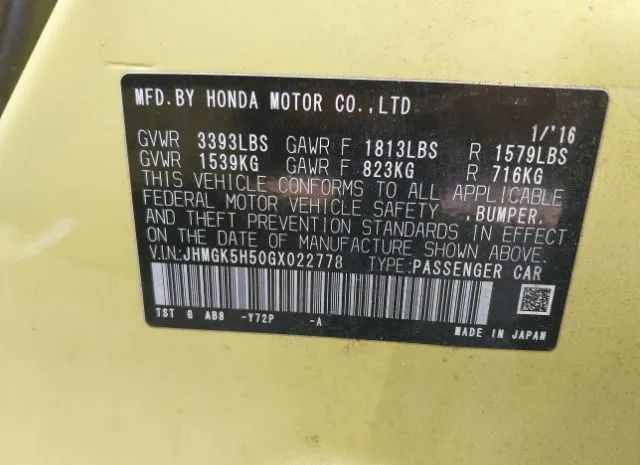 MFD.BY HONDA MOTOR CO.,LTD
1/'16
GVWR 3393LBS GAWR F 1813LBS R 1579LBS
GVWR 1539KG GAWR F 823KG R 716KG
THIS VEHICLE CONFORMS TO ALL APPLICABLE
FEDERAL MOTOR VEHICLE SAFETY ,BUMPER,
AND THEFT PREVENTION STANDARDS IN EFFECT
ON THE DATE OF MANUFACTURE SHOWN ABOVE.
V.I.N:JHMGK5H50GX022778 TYPE:PASSENGER CAR
TST G AB8 -Y72P -A
MADE IN JAPAN